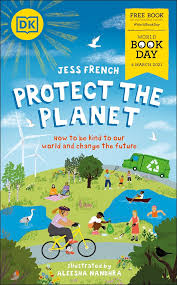 DK
FREE BOOK
WORLD
BOOK
DAY
4 MARCH 2021
JESS FRENCH
PROTECT THE
PLANET
How to be kind to our
world and change the future
Illustrated by
ALEESHA NANDHRA